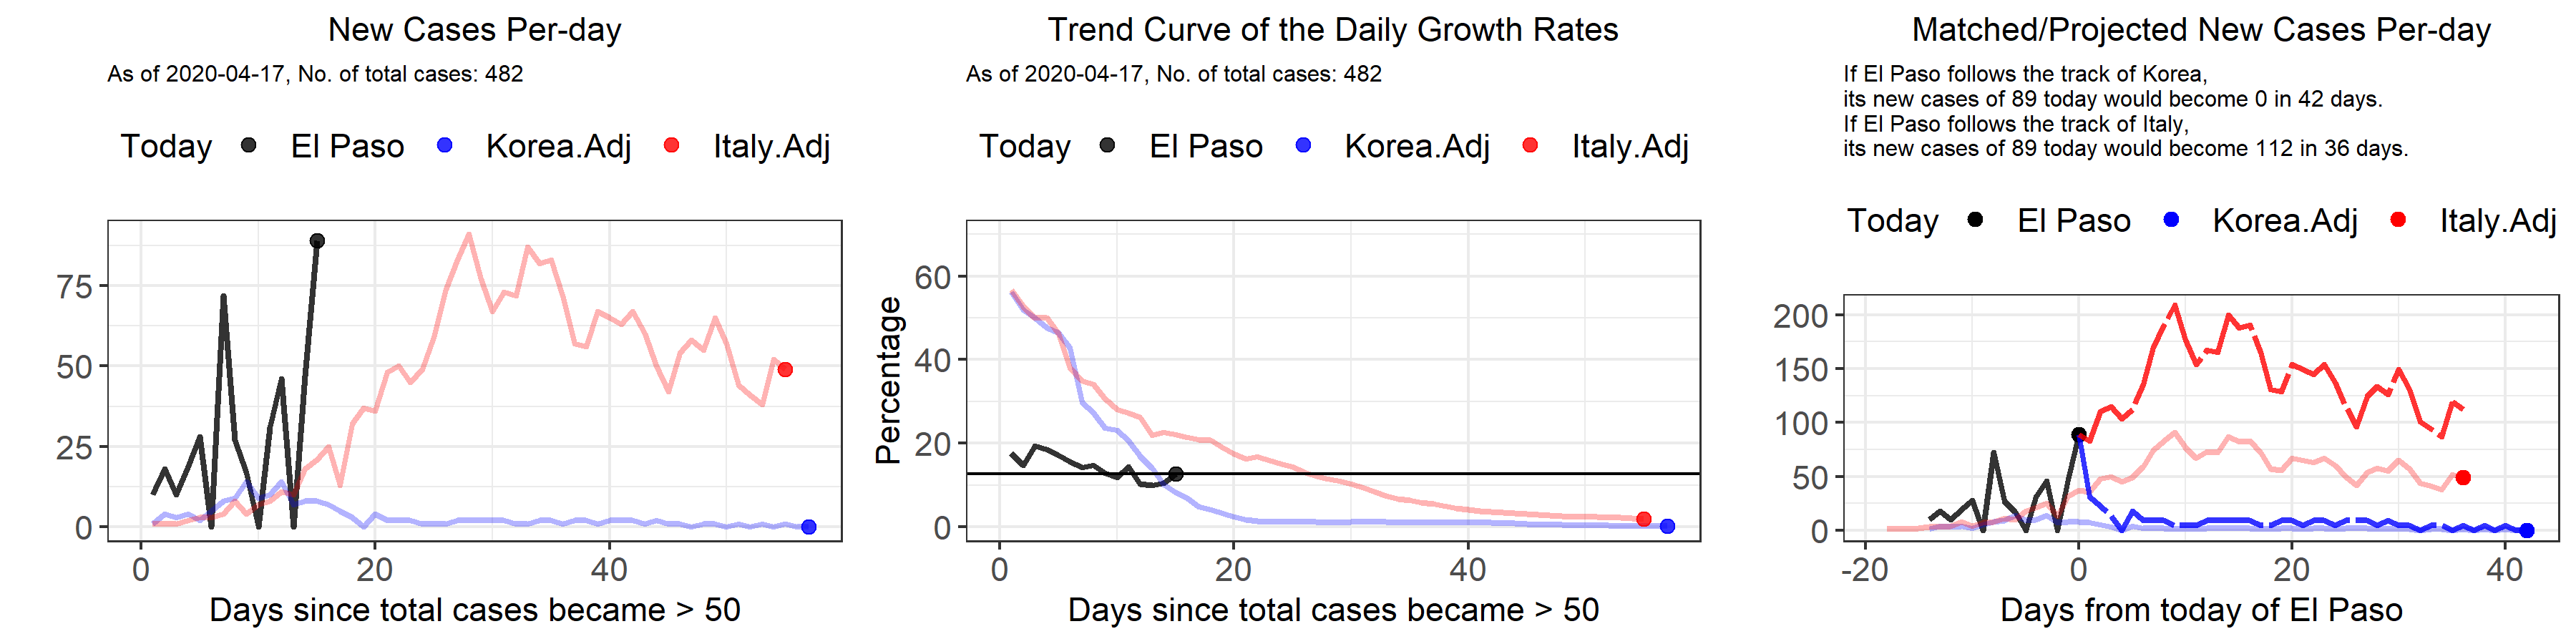 New Cases Per-day
As of 2020-04-17, No. of total cases: 482
Today El Paso Korea.Adj Italy.Adj
75
50
25
0
0 20 40
Days since total cases became > 50
Trend Curve of the Daily Growth Rates
As of 2020-04-17, No. of total cases: 482
Today El Paso Korea.Adj Italy.Adj
Percentage
60
40
20
0
0 20 40
Days since total cases became > 50
Matched/Projected New Cases Per-day
If El Paso follows the track of Korea,
its new cases of 89 today would become 0 in 42 days.
If El Paso follows the track of Italy,
its new cases of 89 today would become 112 in 36 days.
Today El Paso Korea.Adj Italy.Adj
200
150
100
50
0
-20 0 20 40
Days from today of El Paso